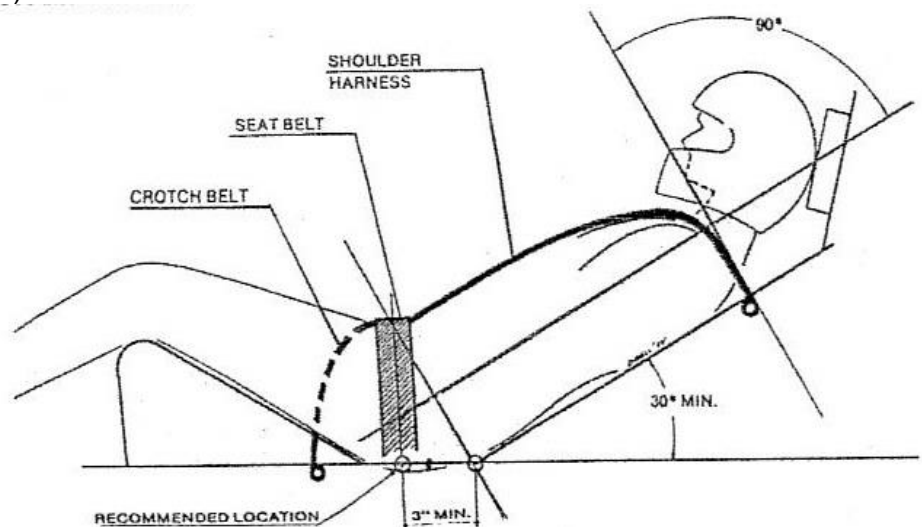 90°
SHOULDER
HARNESS
SEAT BELT
CROTCH BELT
30° MIN.
RECOMMENDED LOCATION
3" MIN.